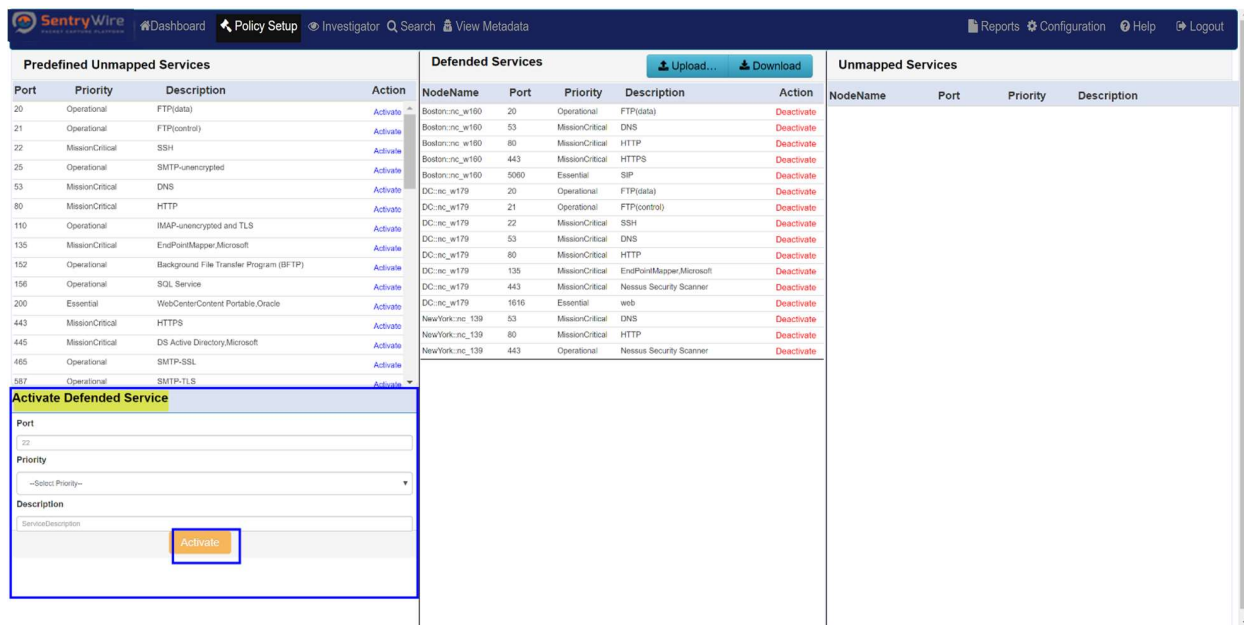 SentryWire Dashboard Policy Setup Investigator Search View Metadata Reports Configuration Help Logout
PACKET CAPTURE PLATFORM
Predefined Unmapped Services
Port Priority Description Action
20 Operational FTP(data) Activate
21 Operational FTP(control) Activate
22 MissionCritical SSH Activate
25 Operational SMTP-unencrypted Activate
53 MissionCritical DNS Activate
80 MissionCritical HTTP Activate
110 Operational IMAP-unencrypted and TLS Activate
135 MissionCritical EndPointMapper,Microsoft Activate
152 Operational Background File Transfer Program (BFTP) Activate
156 Operational SQL Service Activate
200 Essential WebCenterContent Portable,Oracle Activate
443 MissionCritical HTTPS Activate
445 MissionCritical DS Active Directory,Microsoft Activate
465 Operational SMTP-SSL Activate
587 Operational SMTP-TLS Activate
Activate Defended Service
Port
22
Priority
--Select Priority--
Description
ServiceDescription
Activate
Defended Services Upload... Download
NodeName Port Priority Description Action
Boston::nc_w160 20 Operational FTP(data) Deactivate
Boston::nc_w160 53 MissionCritical DNS Deactivate
Boston::nc_w160 80 MissionCritical HTTP Deactivate
Boston::nc_w160 443 MissionCritical HTTPS Deactivate
Boston::nc_w160 5060 Essential SIP Deactivate
DC::nc_w179 20 Operational FTP(data) Deactivate
DC::nc_w179 21 Operational FTP(control) Deactivate
DC::nc_w179 22 MissionCritical SSH Deactivate
DC::nc_w179 53 MissionCritical DNS Deactivate
DC::nc_w179 80 MissionCritical HTTP Deactivate
DC::nc_w179 135 MissionCritical EndPointMapper,Microsoft Deactivate
DC::nc_w179 443 MissionCritical Nessus Security Scanner Deactivate
DC::nc_w179 1616 Essential web Deactivate
NewYork::nc_139 53 MissionCritical DNS Deactivate
NewYork::nc_139 80 MissionCritical HTTP Deactivate
NewYork::nc_139 443 Operational Nessus Security Scanner Deactivate
Unmapped Services
NodeName Port Priority Description